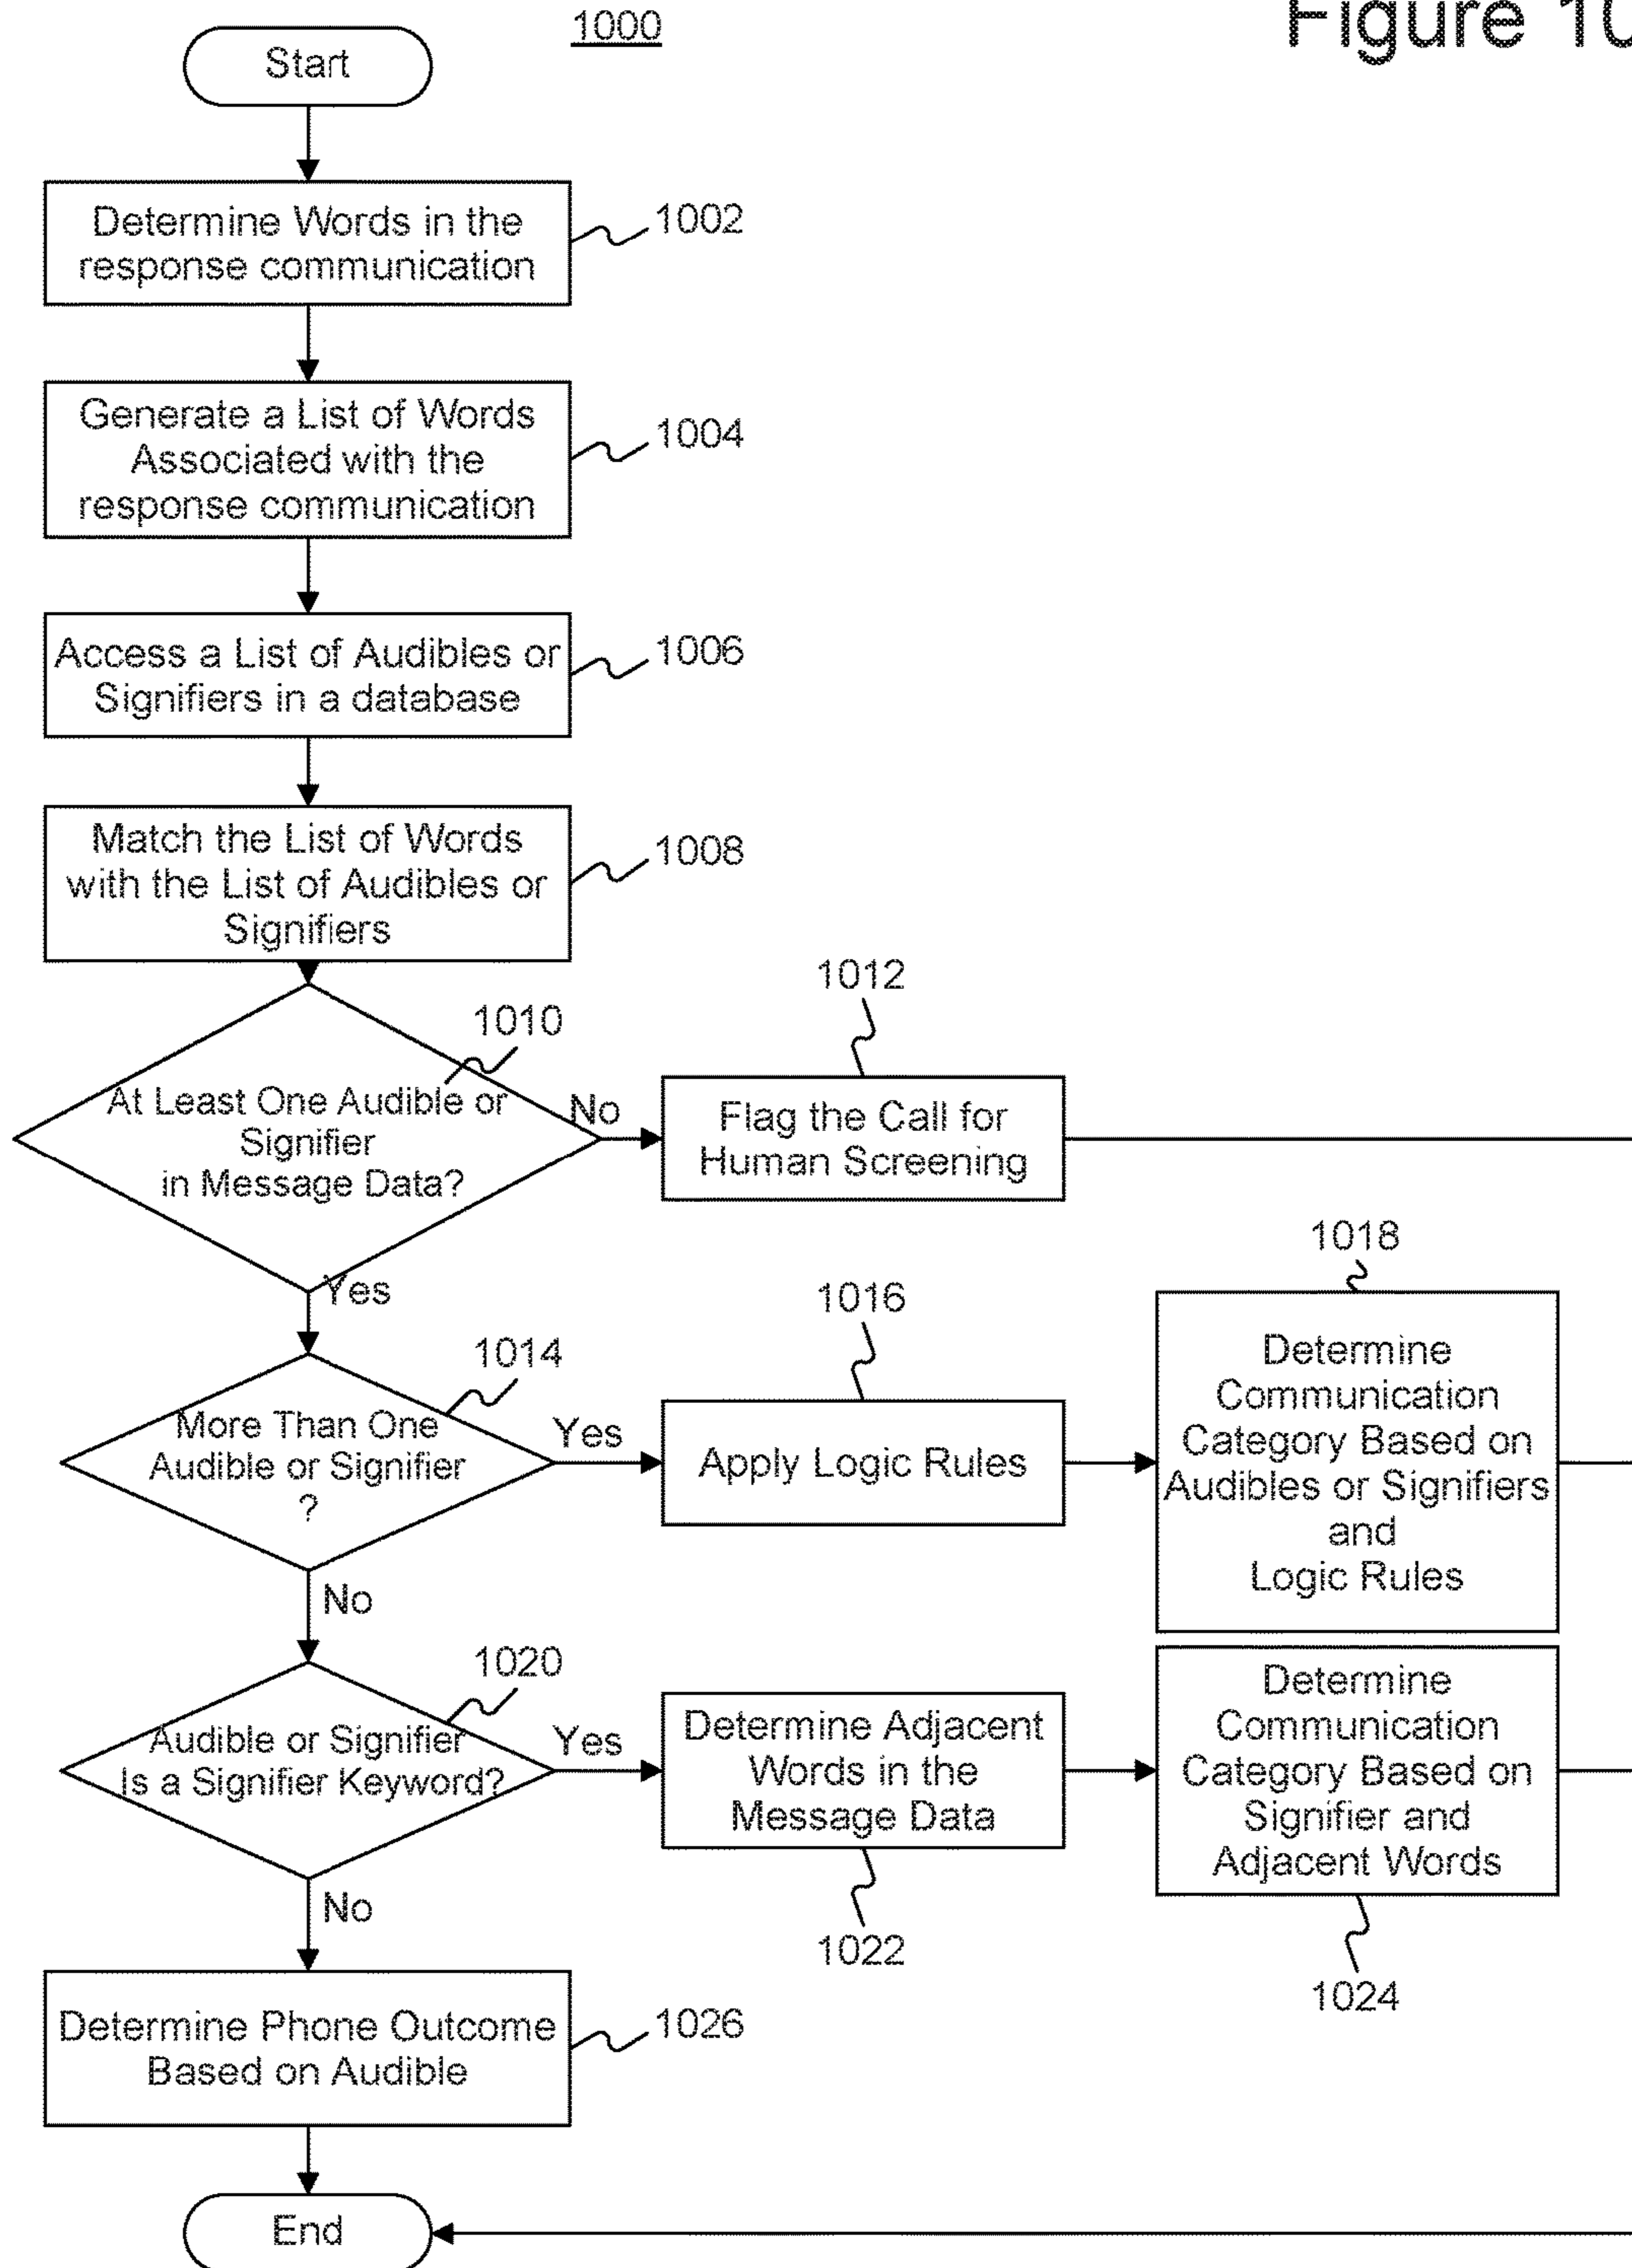 1000
Figure 10
Start
Determine Words in the
response communication
1002
Generate a List of Words
Associated with the
response communication
1004
Access a List of Audibles or
Signifiers in a database
1006
Match the List of Words
with the List of Audibles or
Signifiers
1008
1010
At Least One Audible or
Signifier
in Message Data?
No
1012
Flag the Call for
Human Screening
Yes
1014
More Than One
Audible or Signifier
?
Yes
1016
Apply Logic Rules
1018
Determine
Communication
Category Based on
Audibles or Signifiers
and
Logic Rules
No
1020
Audible or Signifier
Is a Signifier Keyword?
Yes
Determine Adjacent
Words in the
Message Data
1022
Determine
Communication
Category Based on
Signifier and
Adjacent Words
1024
No
Determine Phone Outcome
Based on Audible
1026
End